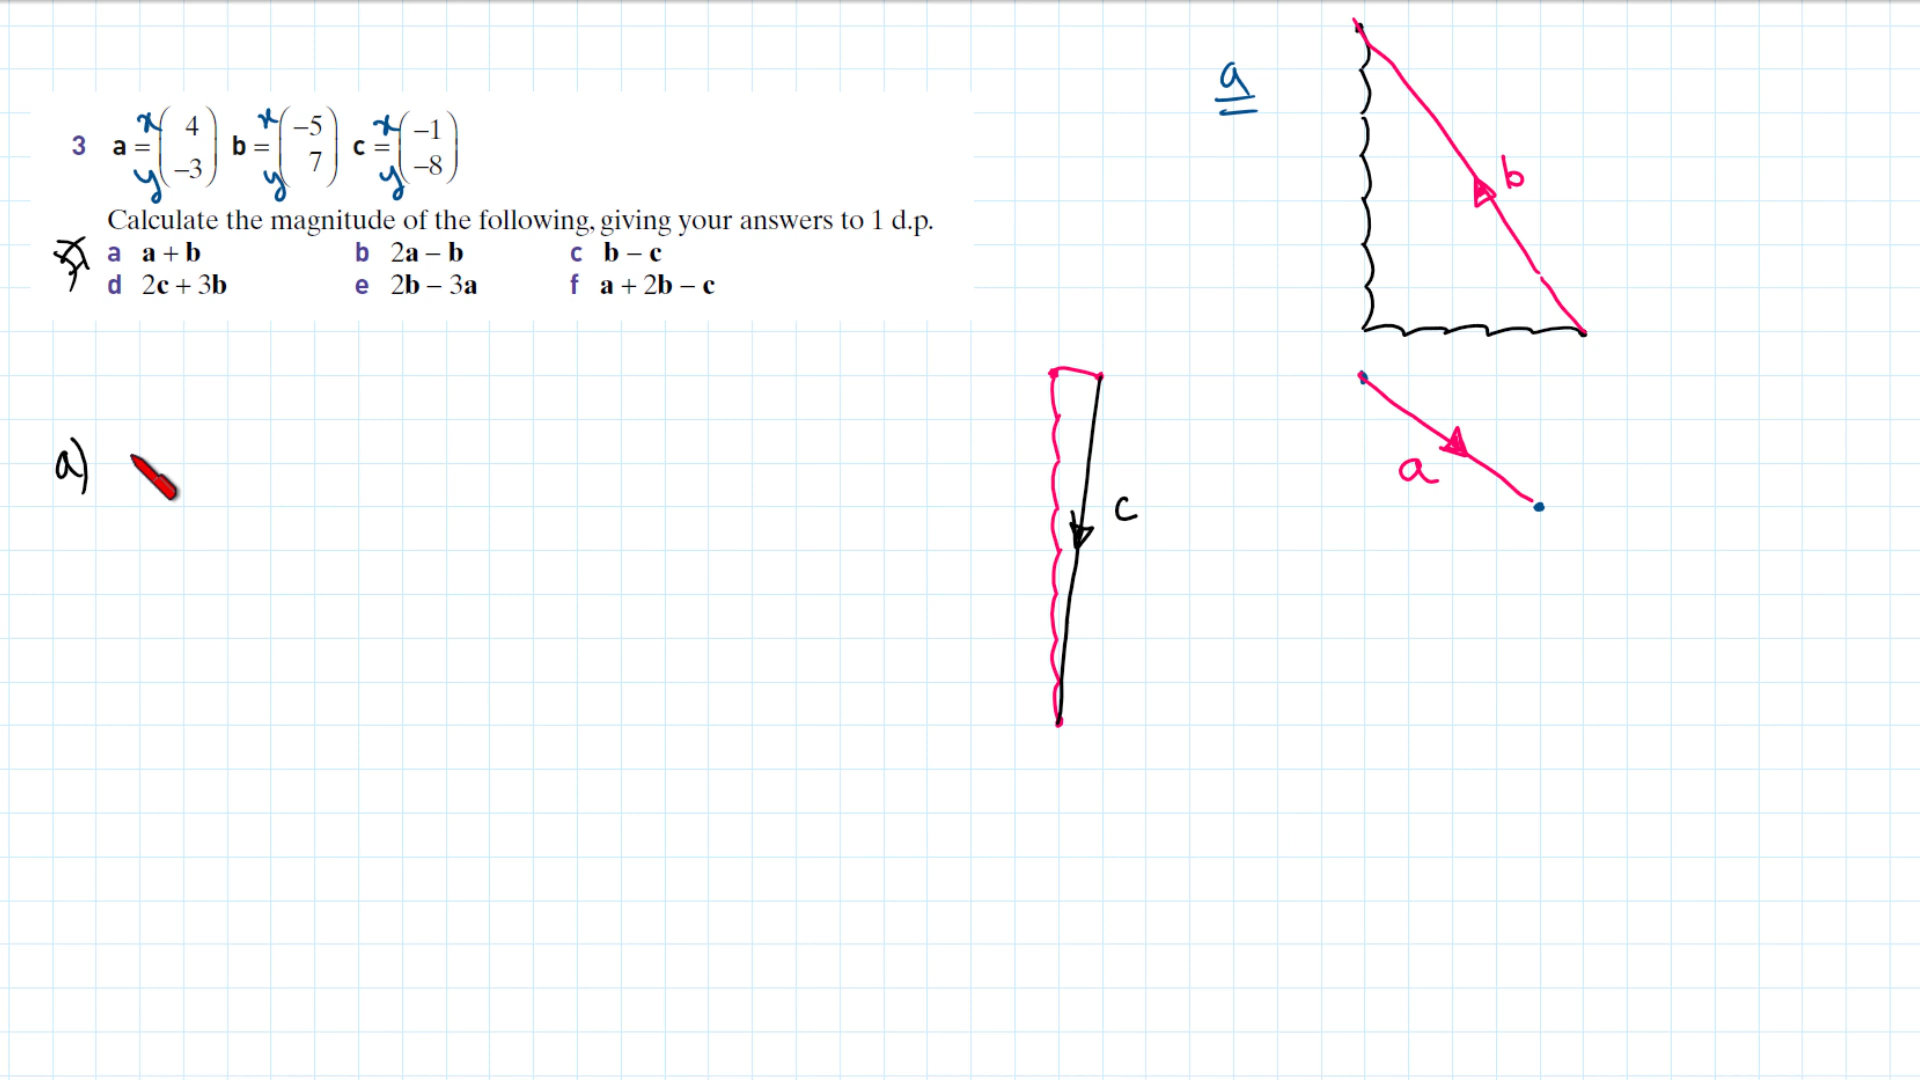 3 a = x y ( 4 −3 ) b = x y ( −5 7 ) c = x y ( −1 −8 )
Calculate the magnitude of the following, giving your answers to 1 d.p.
a a + b b 2a − b c b − c
d 2c + 3b e 2b − 3a f a + 2b − c
a
b
a
c
a)